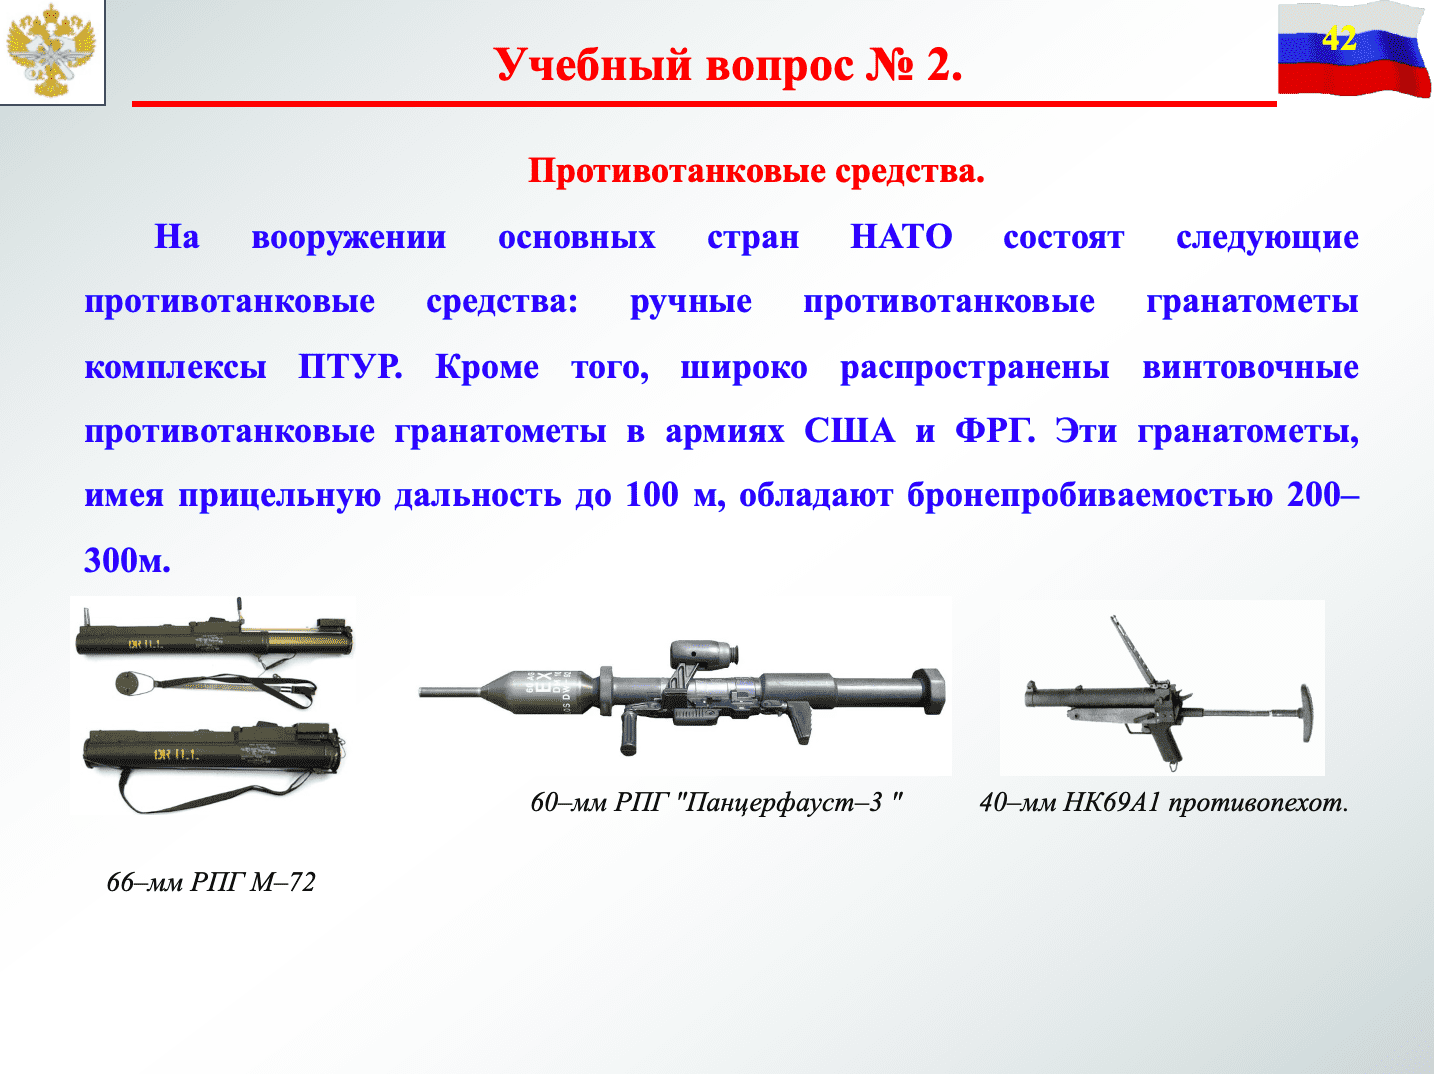 42
Учебный вопрос № 2.
Противотанковые средства.
На вооружении основных стран НАТО состоят следующие
противотанковые средства: ручные противотанковые гранатометы
комплексы ПТУР. Кроме того, широко распространены винтовочные
противотанковые гранатометы в армиях США и ФРГ. Эти гранатометы,
имея прицельную дальность до 100 м, обладают бронепробиваемостью 200–
300м.
60–мм РПГ "Панцерфауст–3 "
40–мм НК69А1 противопехот.
66–мм РПГ М–72